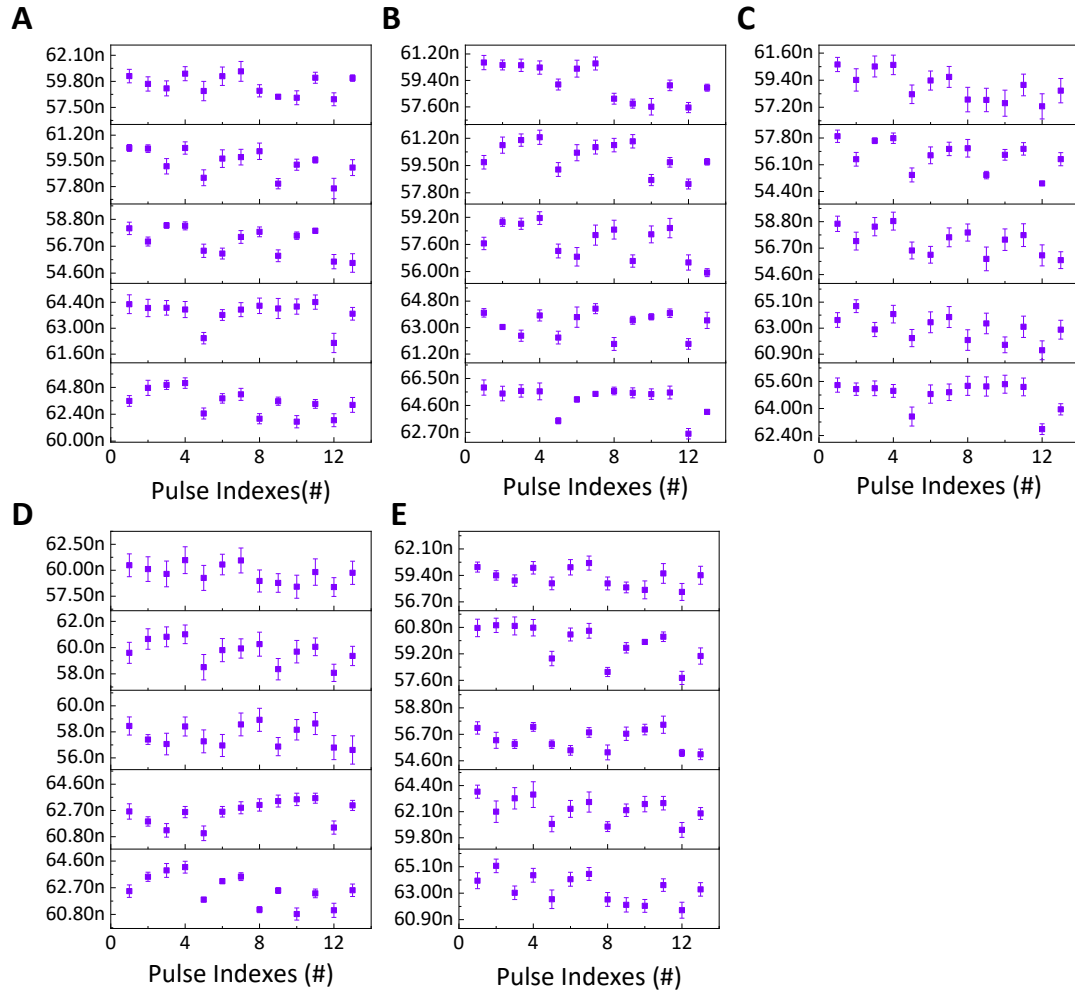 A
62.10n
59.80n
57.50n
61.20n
59.50n
57.80n
58.80n
56.70n
54.60n
64.40n
63.00n
61.60n
64.80n
62.40n
60.00n
0 4 8 12
Pulse Indexes(#)
B
61.20n
59.40n
57.60n
61.20n
59.50n
57.80n
59.20n
57.60n
56.00n
64.80n
63.00n
61.20n
66.50n
64.60n
62.70n
0 4 8 12
Pulse Indexes (#)
C
61.60n
59.40n
57.20n
57.80n
56.10n
54.40n
58.80n
56.70n
54.60n
65.10n
63.00n
60.90n
65.60n
64.00n
62.40n
0 4 8 12
Pulse Indexes (#)
D
62.50n
60.00n
57.50n
62.0n
60.0n
58.0n
60.0n
58.0n
56.0n
64.60n
62.70n
60.80n
64.60n
62.70n
60.80n
0 4 8 12
Pulse Indexes (#)
E
62.10n
59.40n
56.70n
60.80n
59.20n
57.60n
58.80n
56.70n
54.60n
64.40n
62.10n
59.80n
65.10n
63.00n
60.90n
0 4 8 12
Pulse Indexes (#)